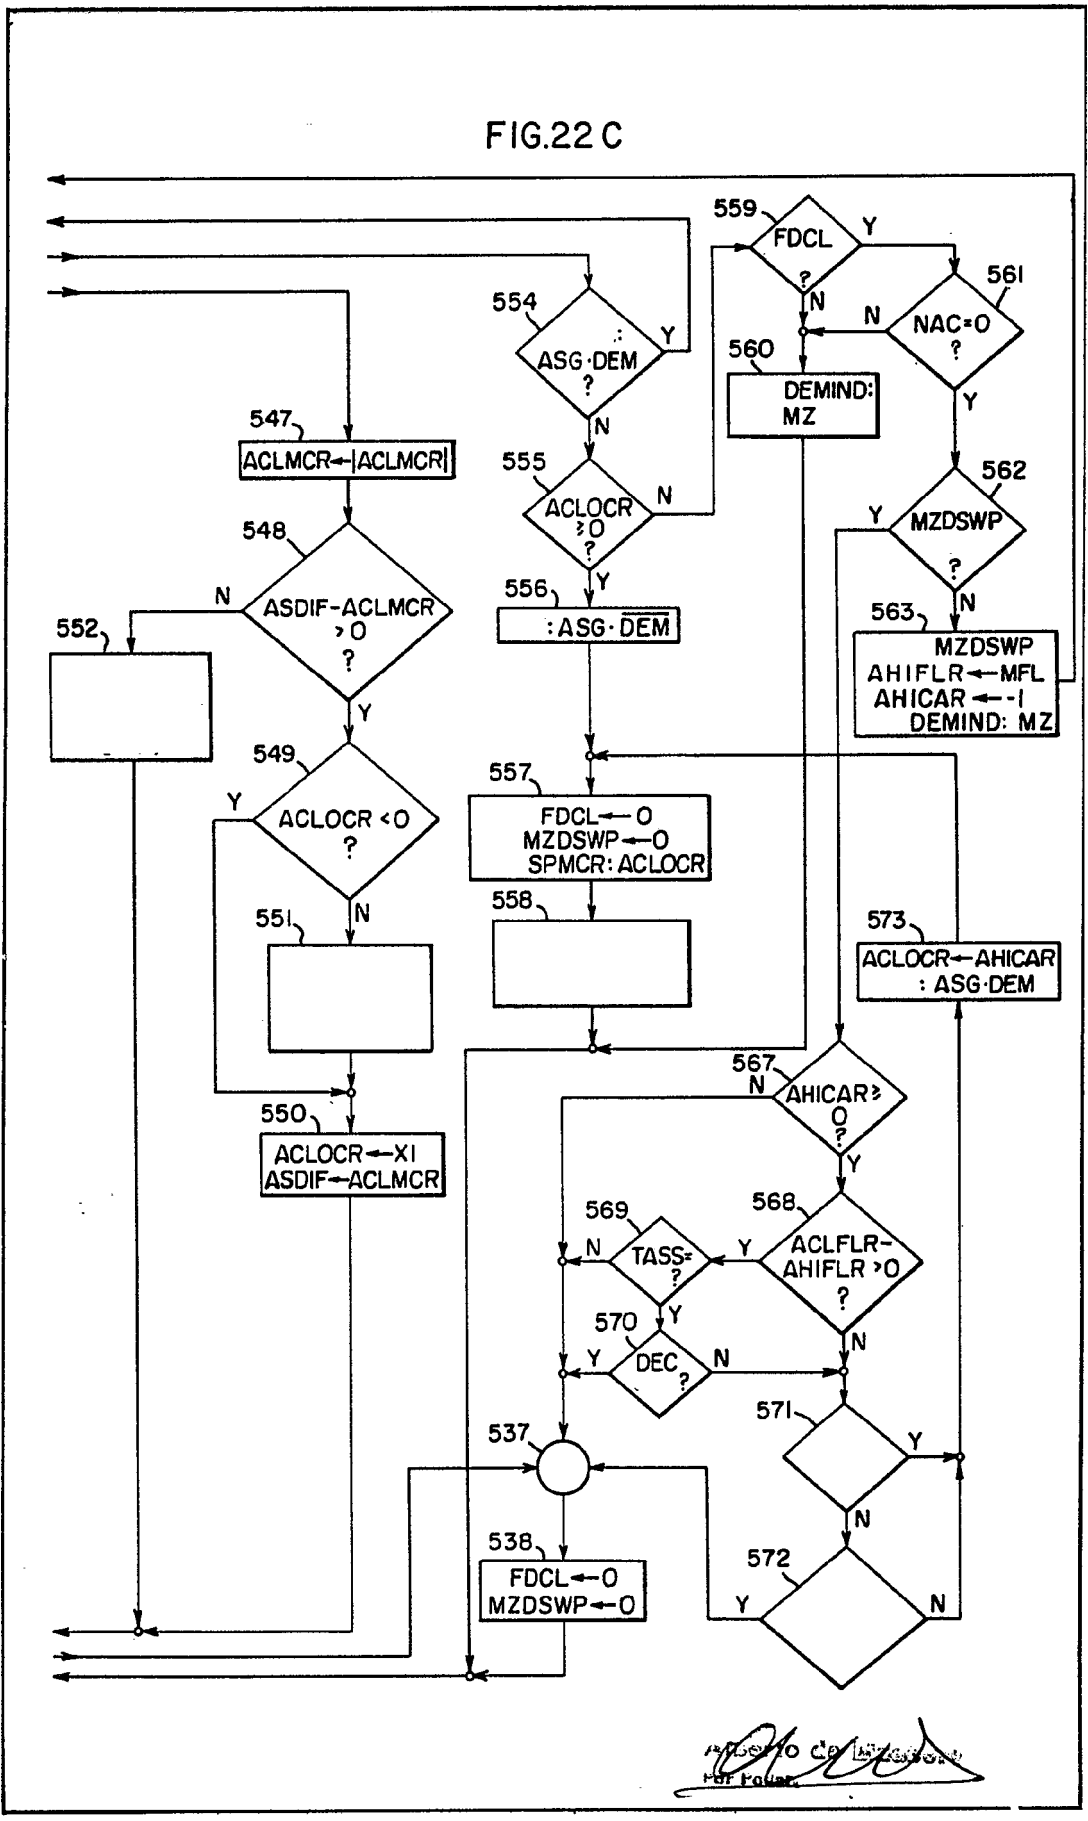 FIG.22 C
559
FDCL
?
Y
N
561
NAC=0
?
N
Y
554
:
ASG·DEM
?
Y
N
560
DEMIND:
MZ
547
ACLMCR←|ACLMCR|
555
ACLOCR
≥0
?
N
Y
562
MZDSWP
?
Y
N
548
ASDIF-ACLMCR
>0
?
N
Y
556
:ASG·D̅E̅M̅
563
MZDSWP
AHIFLR←MFL
AHICAR←-1
DEMIND: MZ
552
549
ACLOCR<0
?
Y
N
557
FDCL←0
MZDSWP←0
SPMCR:ACLOCR
551
558
573
ACLOCR←AHICAR
:ASG·DEM
567
AHICAR≥
0
?
N
Y
550
ACLOCR←X1
ASDIF←ACLMCR
568
ACLFLR-
AHIFLR>0
?
Y
N
569
TASS=
?
N
Y
570
DEC
?
Y
N
571
Y
N
537
538
FDCL←0
MZDSWP←0
572
Y
N
Alberto de
Por Poder.